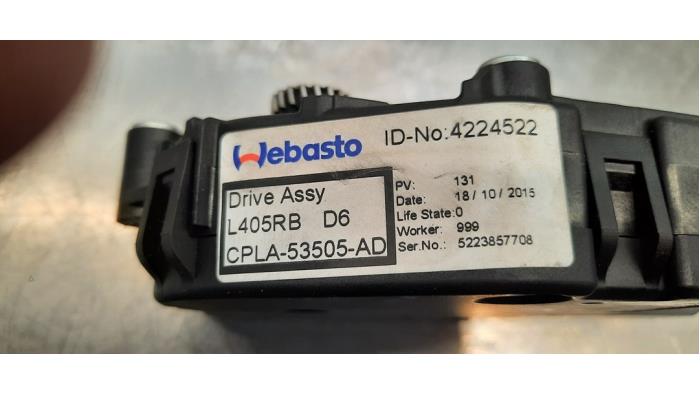 Webasto
ID-No:4224522
Drive Assy
L405RB D6
CPLA-53505-AD
PV: 131
Date: 18/10/2015
Life State:0
Worker: 999
Ser.No.: 5223857708